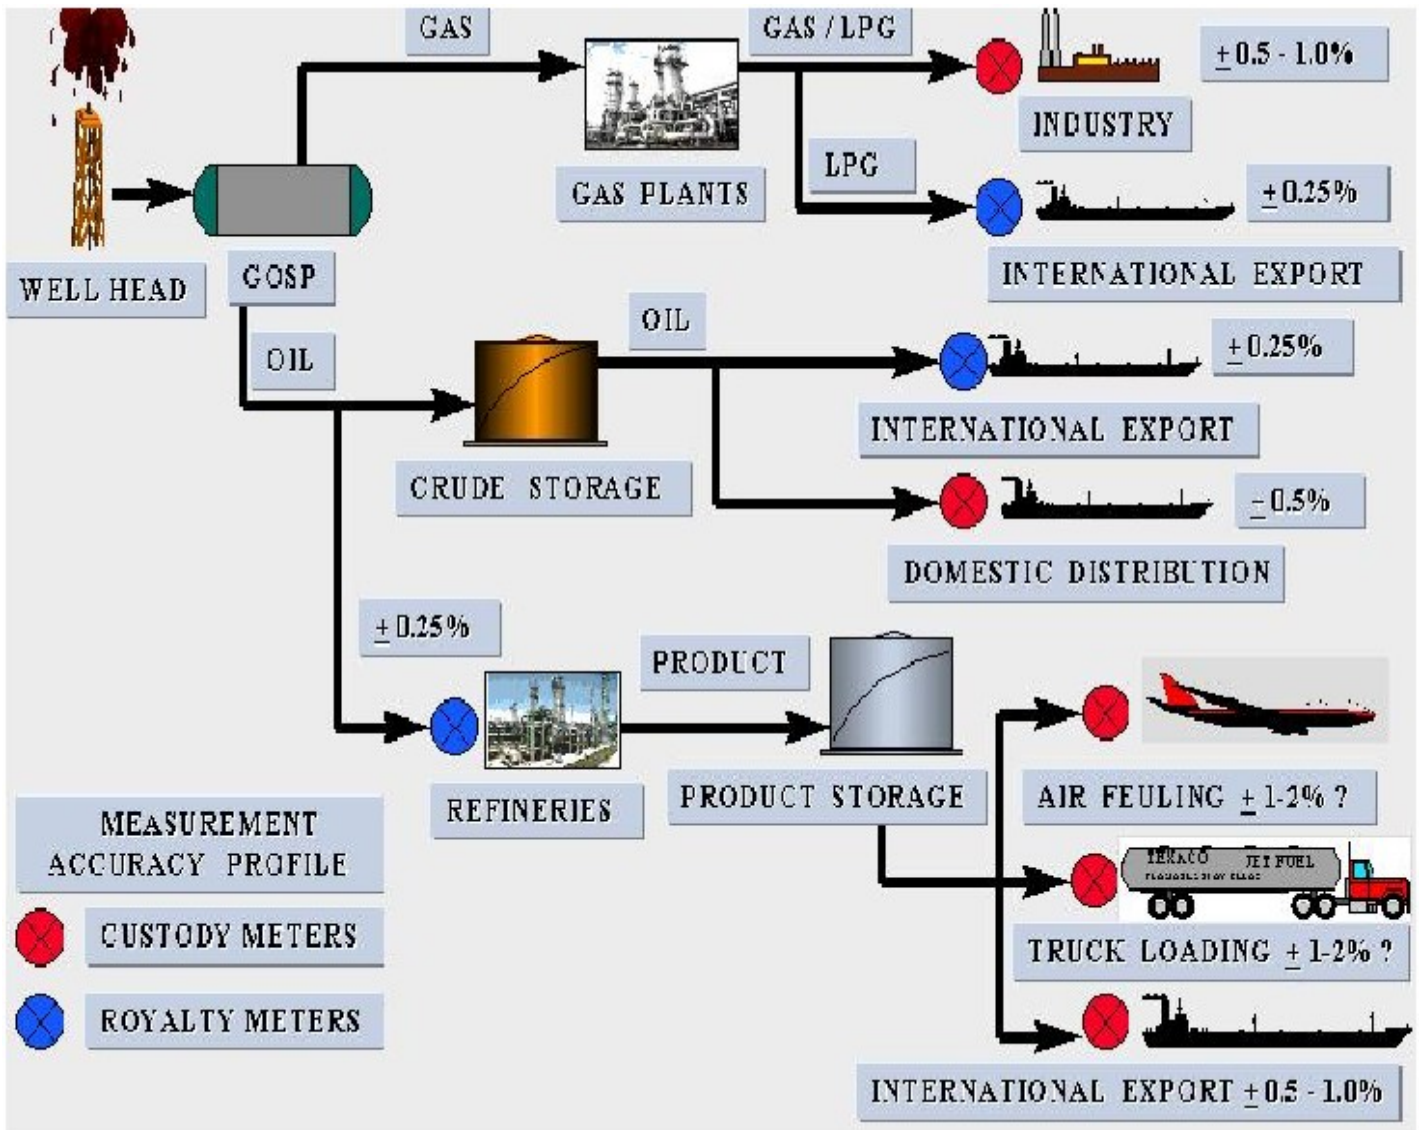 GAS
GAS / LPG
± 0.5 - 1.0%
INDUSTRY
LPG
± 0.25%
GAS PLANTS
INTERNATIONAL EXPORT
WELL HEAD
GOSP
OIL
OIL
± 0.25%
INTERNATIONAL EXPORT
CRUDE STORAGE
± 0.5%
DOMESTIC DISTRIBUTION
± 0.25%
PRODUCT
REFINERIES
PRODUCT STORAGE
AIR FEULING ± 1-2% ?
TEXACO JET FUEL
TRUCK LOADING ± 1-2% ?
INTERNATIONAL EXPORT ± 0.5 - 1.0%
MEASUREMENT
ACCURACY PROFILE
CUSTODY METERS
ROYALTY METERS